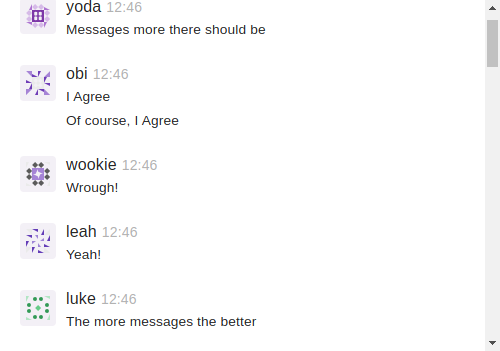 yoda 12:46
Messages more there should be
obi 12:46
I Agree
Of course, I Agree
wookie 12:46
Wrough!
leah 12:46
Yeah!
luke 12:46
The more messages the better